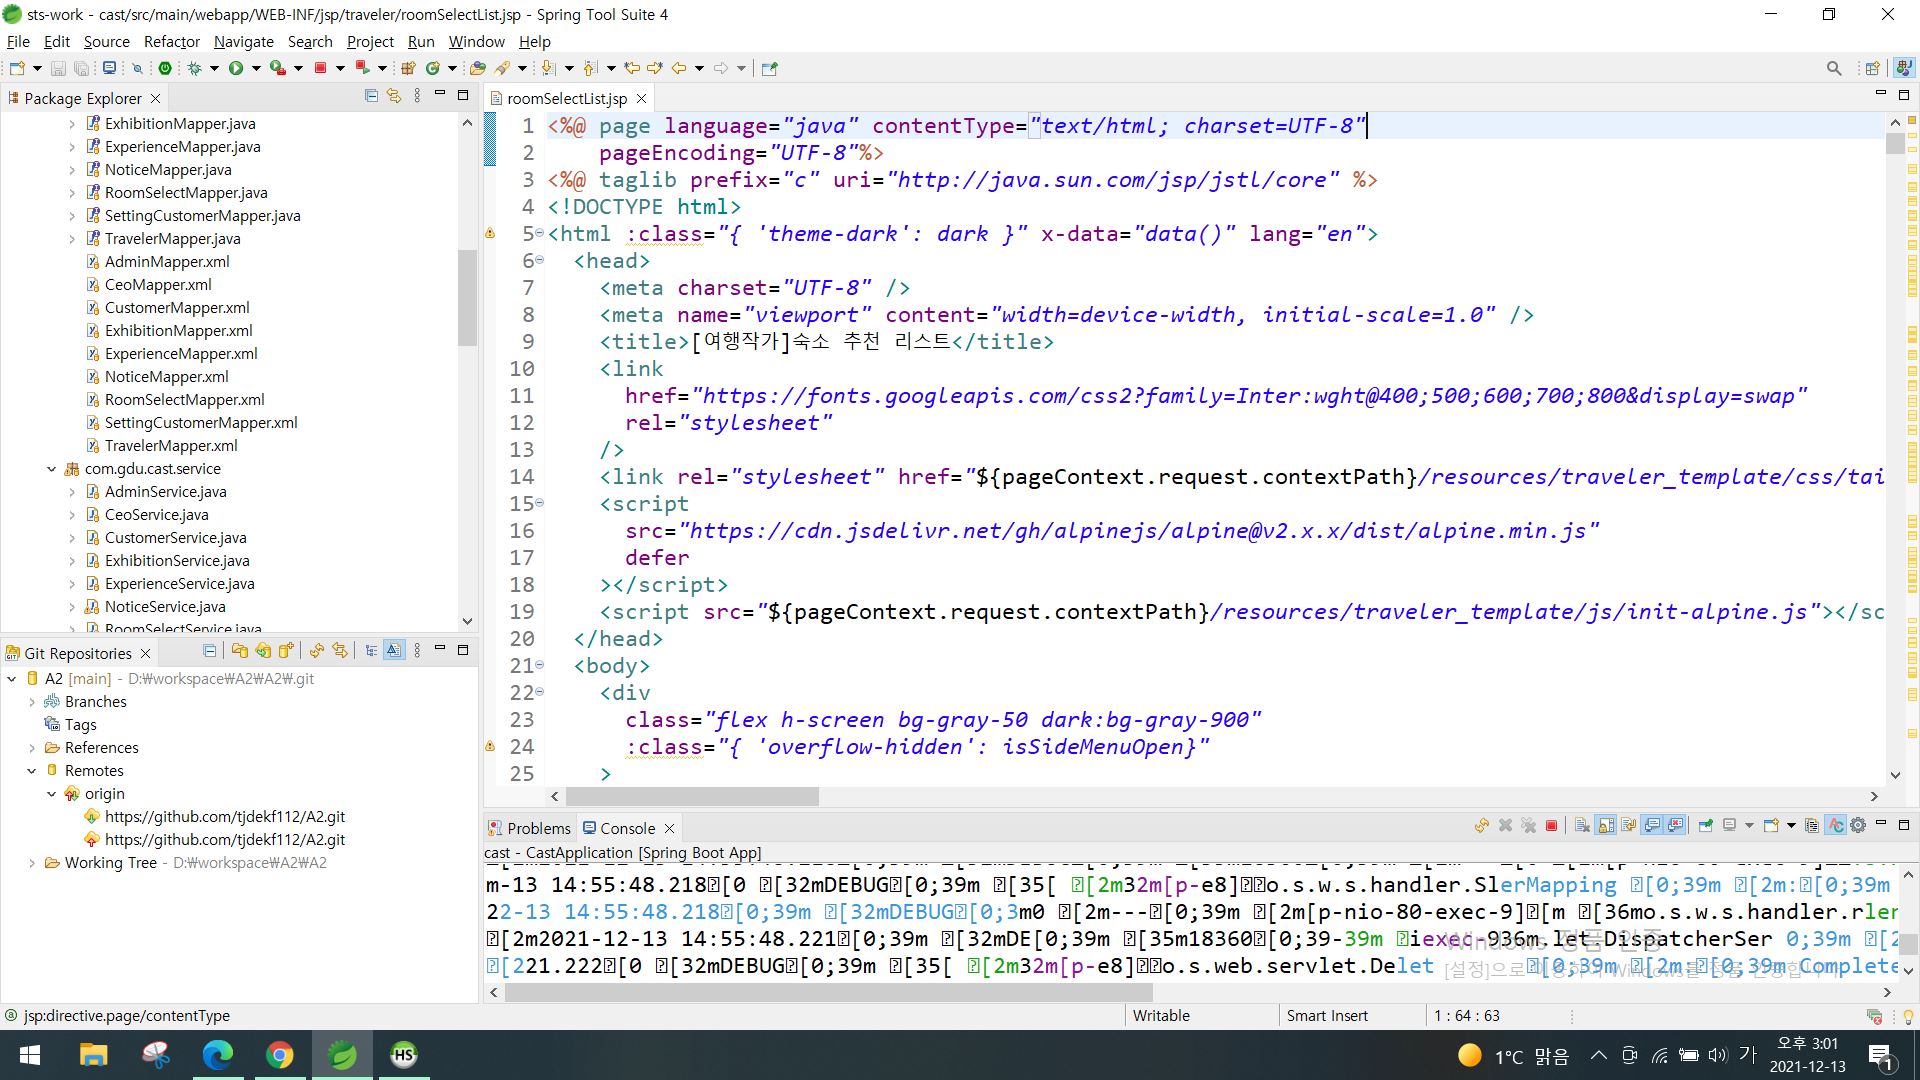 sts-work - cast/src/main/webapp/WEB-INF/jsp/traveler/roomSelectList.jsp - Spring Tool Suite 4
File Edit Source Refactor Navigate Search Project Run Window Help
Package Explorer
ExhibitionMapper.java
ExperienceMapper.java
NoticeMapper.java
RoomSelectMapper.java
SettingCustomerMapper.java
TravelerMapper.java
AdminMapper.xml
CeoMapper.xml
CustomerMapper.xml
ExhibitionMapper.xml
ExperienceMapper.xml
NoticeMapper.xml
RoomSelectMapper.xml
SettingCustomerMapper.xml
TravelerMapper.xml
com.gdu.cast.service
AdminService.java
CeoService.java
CustomerService.java
ExhibitionService.java
ExperienceService.java
NoticeService.java
RoomSelectService.java
Git Repositories
A2 [main] - D:₩workspace₩A2₩A2₩.git
Branches
Tags
References
Remotes
origin
https://github.com/tjdekf112/A2.git
https://github.com/tjdekf112/A2.git
Working Tree - D:₩workspace₩A2₩A2
roomSelectList.jsp
1 <%@ page language="java" contentType="text/html; charset=UTF-8"
2 pageEncoding="UTF-8"%>
3 <%@ taglib prefix="c" uri="http://java.sun.com/jsp/jstl/core" %>
4 <!DOCTYPE html>
5 <html :class="{ 'theme-dark': dark }" x-data="data()" lang="en">
6 <head>
7 <meta charset="UTF-8" />
8 <meta name="viewport" content="width=device-width, initial-scale=1.0" />
9 <title>[여행작가]숙소 추천 리스트</title>
10 <link
11 href="https://fonts.googleapis.com/css2?family=Inter:wght@400;500;600;700;800&display=swap"
12 rel="stylesheet"
13 />
14 <link rel="stylesheet" href="${pageContext.request.contextPath}/resources/traveler_template/css/tai
15 <script
16 src="https://cdn.jsdelivr.net/gh/alpinejs/alpine@v2.x.x/dist/alpine.min.js"
17 defer
18 ></script>
19 <script src="${pageContext.request.contextPath}/resources/traveler_template/js/init-alpine.js"></sc
20 </head>
21 <body>
22 <div
23 class="flex h-screen bg-gray-50 dark:bg-gray-900"
24 :class="{ 'overflow-hidden': isSideMenuOpen}"
25 >
Problems Console
cast - CastApplication [Spring Boot App]
m-13 14:55:48.218[0 [32mDEBUG[0;39m [35[ [2m32m[p-e8]o.s.w.s.handler.SlerMapping [0;39m [2m:[0;39m
22-13 14:55:48.218[0;39m [32mDEBUG[0;3m0 [2m---[0;39m [2m[p-nio-80-exec-9][m [36mo.s.w.s.handler.rlen
[2m2021-12-13 14:55:48.221[0;39m [32mDE[0;39m [35m18360[0;39-39m iexec-936m.let.DispatcherSer 0;39m [2
[221.222[0 [32mDEBUG[0;39m [35[ [2m32m[p-e8]o.s.web.servlet.Delet [0;39m [2m:[0;39m Complete
Windows 정품 인증
jsp:directive.page/contentType
Writable
Smart Insert
1 : 64 : 63
HS
1°C 맑음
가
오후 3:01
2021-12-13
1